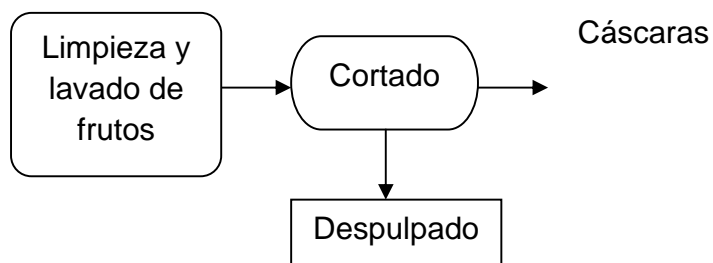 Limpieza y
lavado de
frutos
Cortado
Cáscaras
Despulpado